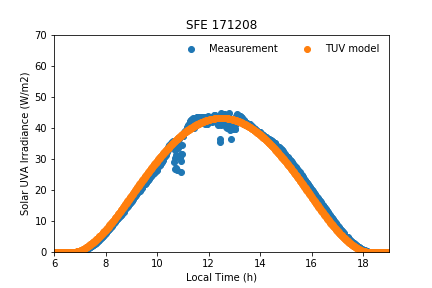 SFE 171208
Measurement TUV model
70
60
50
40
30
20
10
0
Solar UVA Irradiance (W/m2)
6 8 10 12 14 16 18
Local Time (h)